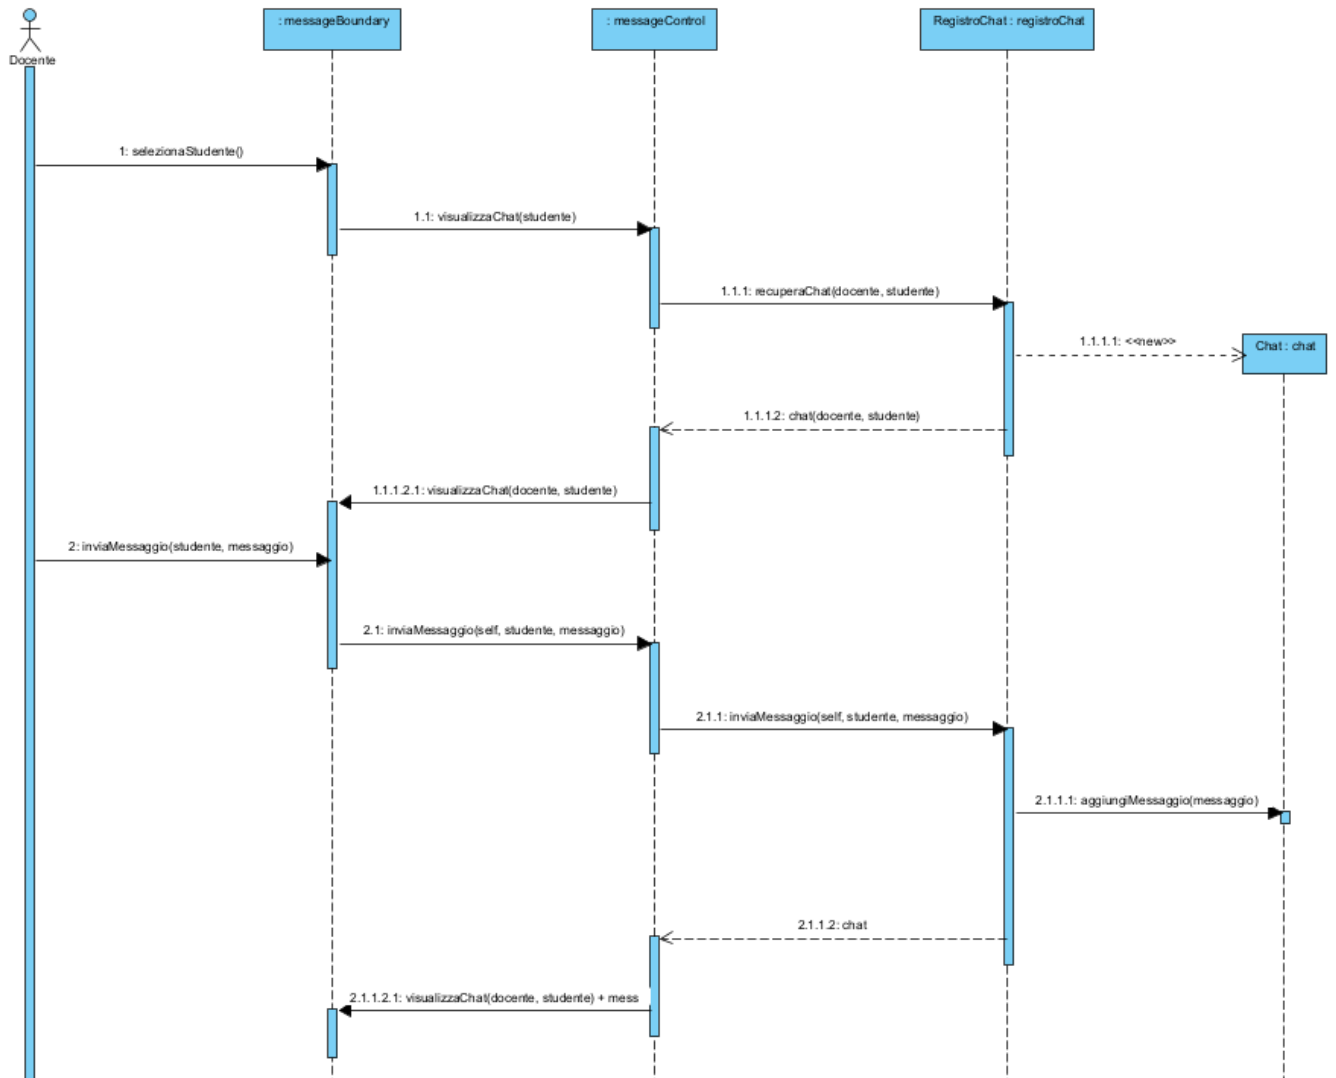 : messageBoundary
: messageControl
RegistroChat : registroChat
Docente
1: selezionaStudente()
1.1: visualizzaChat(studente)
1.1.1: recuperaChat(docente, studente)
1.1.1.1: <<new>>
Chat : chat
1.1.1.2: chat(docente, studente)
1.1.1.2.1: visualizzaChat(docente, studente)
2: inviaMessaggio(studente, messaggio)
2.1: inviaMessaggio(self, studente, messaggio)
2.1.1: inviaMessaggio(self, studente, messaggio)
2.1.1.1: aggiungiMessaggio(messaggio)
2.1.1.2: chat
2.1.1.2.1: visualizzaChat(docente, studente) + mess